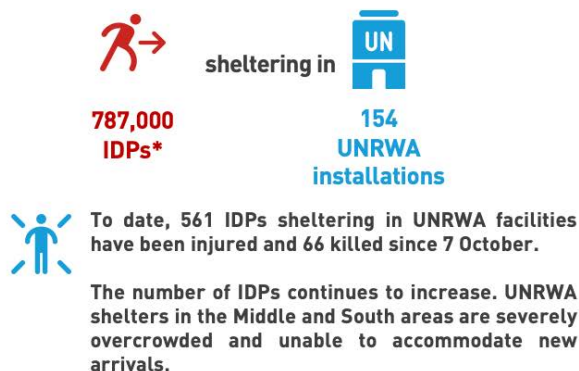 sheltering in
UN
787,000
IDPs*
154
UNRWA
installations
To date, 561 IDPs sheltering in UNRWA facilities
have been injured and 66 killed since 7 October.
The number of IDPs continues to increase. UNRWA
shelters in the Middle and South areas are severely
overcrowded and unable to accommodate new
arrivals.